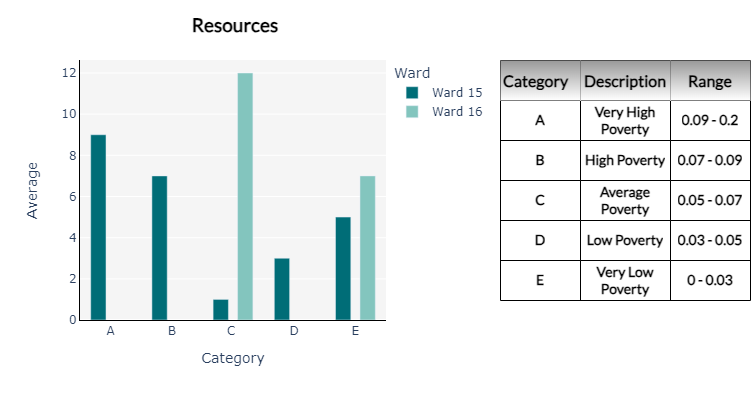 Resources
12
10
8
6
4
2
0
Average
A B C D E
Category
Ward
Ward 15
Ward 16
Category Description Range
A Very High Poverty 0.09 - 0.2
B High Poverty 0.07 - 0.09
C Average Poverty 0.05 - 0.07
D Low Poverty 0.03 - 0.05
E Very Low Poverty 0 - 0.03